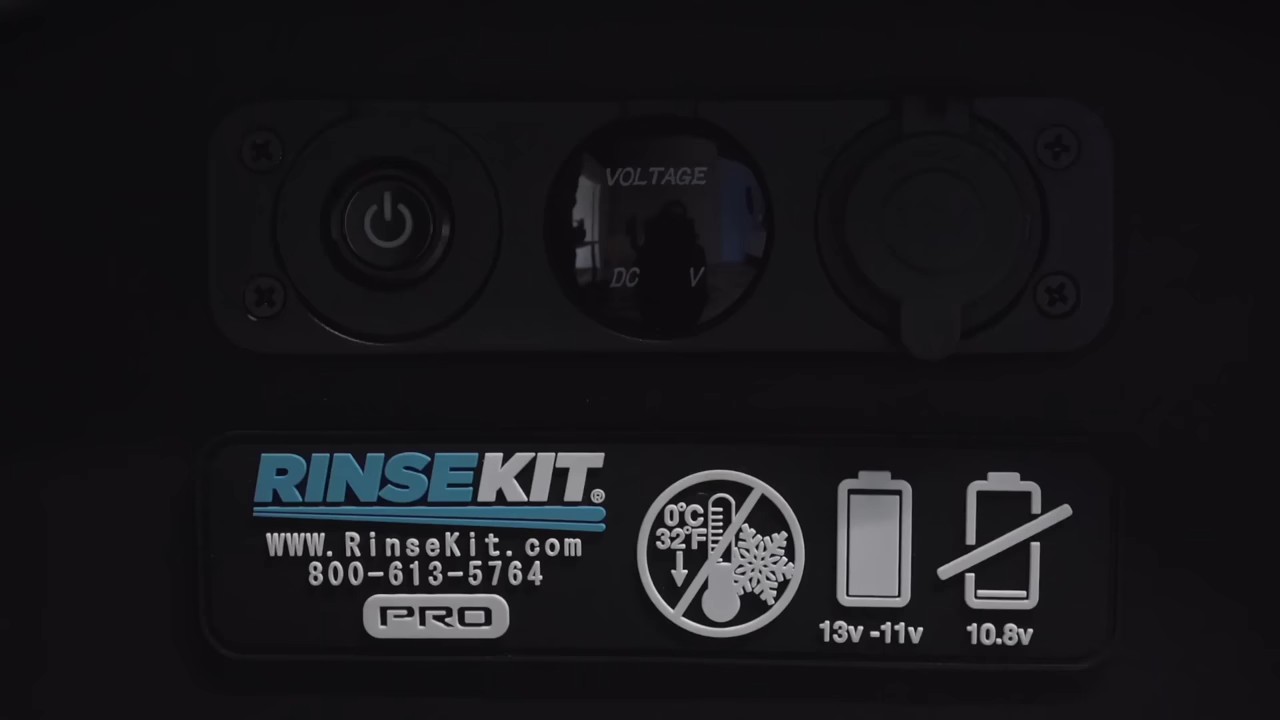 VOLTAGE
DC V
RINSEKIT®
www.RinseKit.com
800-613-5764
PRO
0°C
32°F
13v -11v
10.8v